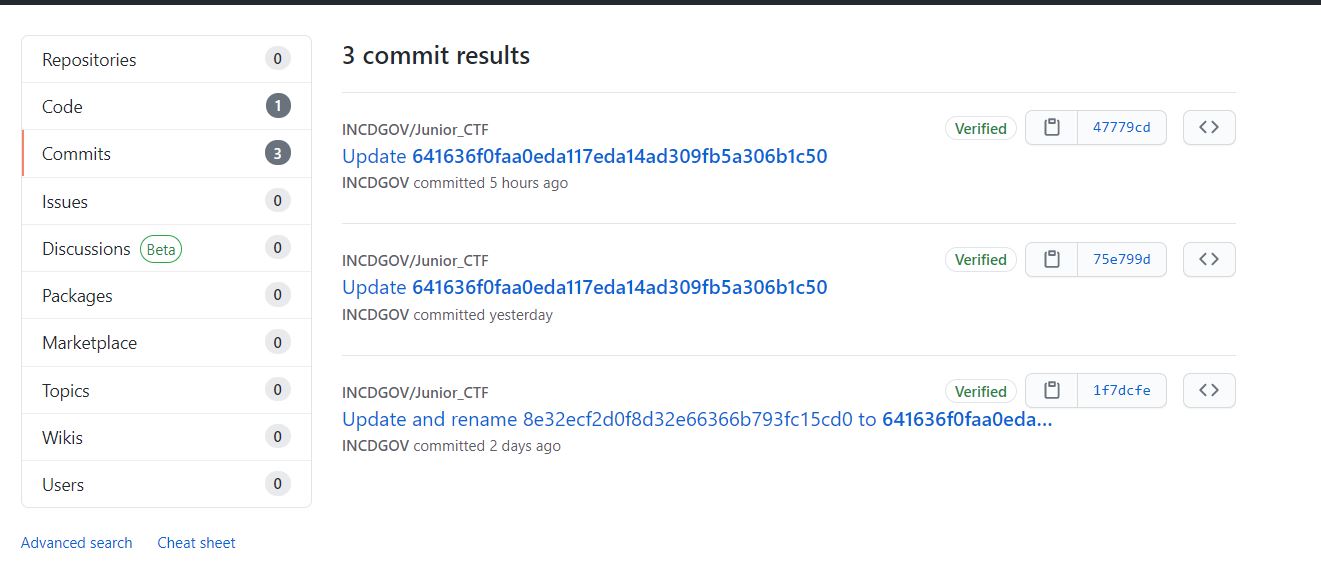 Repositories 0
Code 1
Commits 3
Issues 0
Discussions Beta 0
Packages 0
Marketplace 0
Topics 0
Wikis 0
Users 0
Advanced search Cheat sheet
3 commit results
INCDGOV/Junior_CTF
Verified 47779cd
Update 641636f0faa0eda117eda14ad309fb5a306b1c50
INCDGOV committed 5 hours ago
INCDGOV/Junior_CTF
Verified 75e799d
Update 641636f0faa0eda117eda14ad309fb5a306b1c50
INCDGOV committed yesterday
INCDGOV/Junior_CTF
Verified 1f7dcfe
Update and rename 8e32ecf2d0f8d32e66366b793fc15cd0 to 641636f0faa0eda...
INCDGOV committed 2 days ago